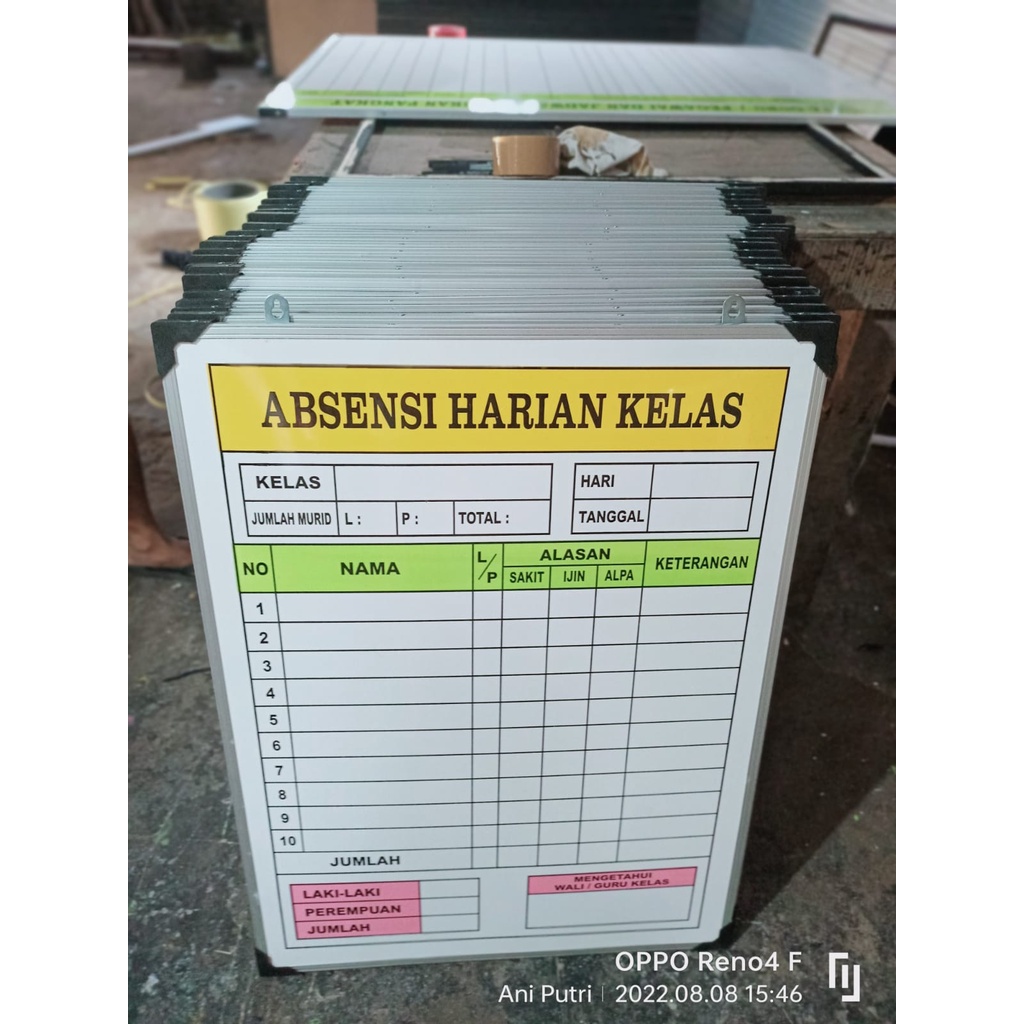 ABSENSI HARIAN KELAS
KELAS
JUMLAH MURID L : P : TOTAL :
HARI
TANGGAL
NO NAMA L/P ALASAN KETERANGAN
SAKIT IJIN ALPA
1
2
3
4
5
6
7
8
9
10
JUMLAH
LAKI-LAKI
PEREMPUAN
JUMLAH
MENGETAHUI
WALI / GURU KELAS
OPPO Reno4 F
Ani Putri | 2022.08.08 15:46